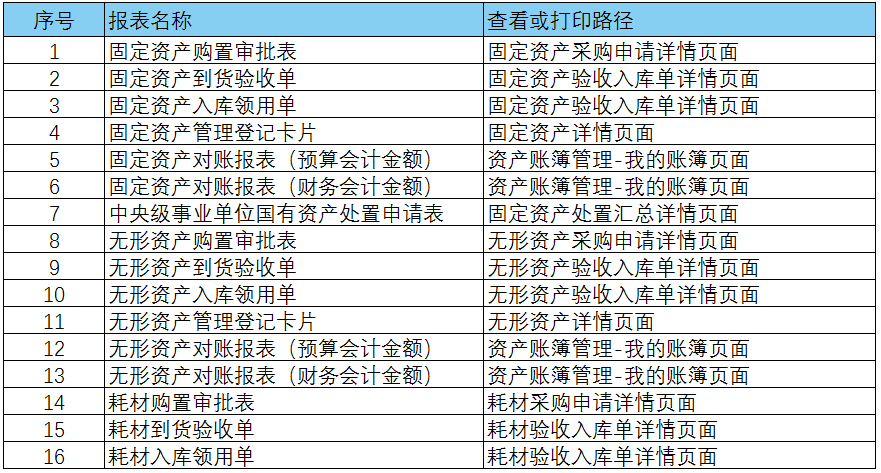 序号 报表名称 查看或打印路径
1 固定资产购置审批表 固定资产采购申请详情页面
2 固定资产到货验收单 固定资产验收入库单详情页面
3 固定资产入库领用单 固定资产验收入库单详情页面
4 固定资产管理登记卡片 固定资产详情页面
5 固定资产对账报表（预算会计金额） 资产账簿管理-我的账簿页面
6 固定资产对账报表（财务会计金额） 资产账簿管理-我的账簿页面
7 中央级事业单位国有资产处置申请表 固定资产处置汇总详情页面
8 无形资产购置审批表 无形资产采购申请详情页面
9 无形资产到货验收单 无形资产验收入库单详情页面
10 无形资产入库领用单 无形资产验收入库单详情页面
11 无形资产管理登记卡片 无形资产详情页面
12 无形资产对账报表（预算会计金额） 资产账簿管理-我的账簿页面
13 无形资产对账报表（财务会计金额） 资产账簿管理-我的账簿页面
14 耗材购置审批表 耗材采购申请详情页面
15 耗材到货验收单 耗材验收入库单详情页面
16 耗材入库领用单 耗材验收入库单详情页面